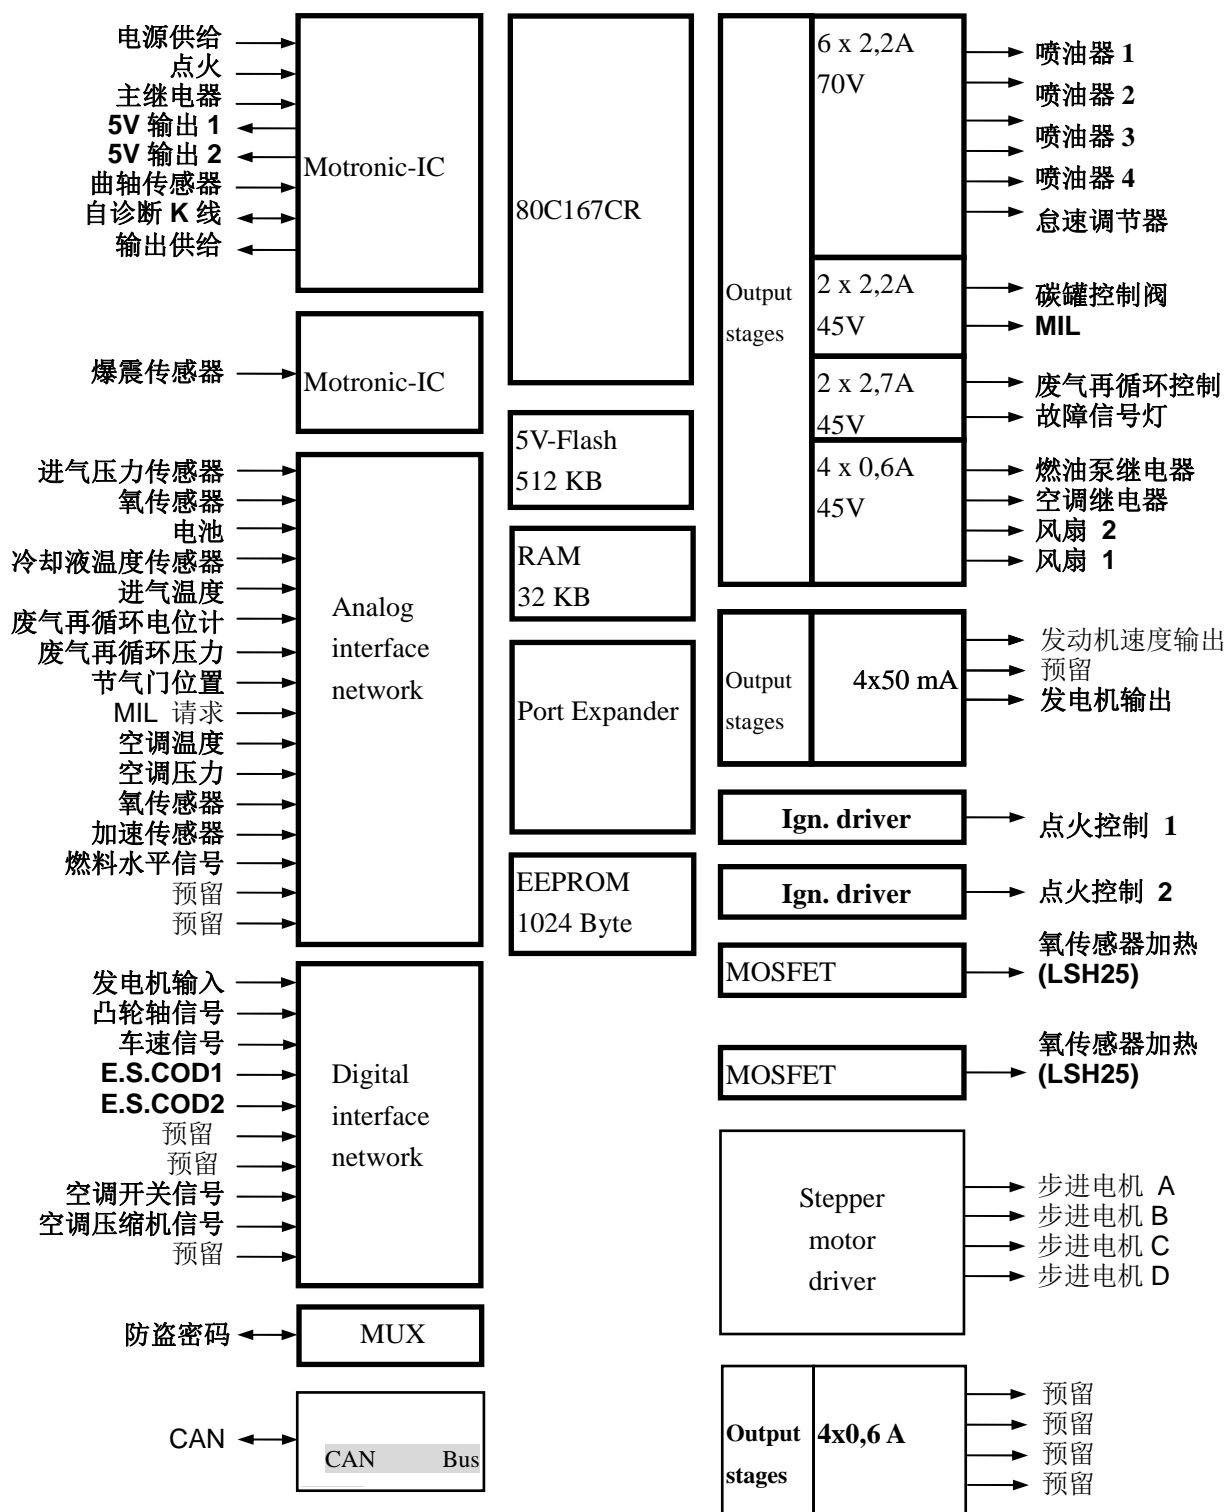 电源供给
点火
主继电器
5V 输出 1
5V 输出 2
曲轴传感器
自诊断 K 线
输出供给
Motronic-IC
爆震传感器
Motronic-IC
进气压力传感器
氧传感器
电池
冷却液温度传感器
进气温度
废气再循环电位计
废气再循环压力
节气门位置
MIL 请求
空调温度
空调压力
氧传感器
加速传感器
燃料水平信号
预留
预留
Analog
interface
network
发电机输入
凸轮轴信号
车速信号
E.S.COD1
E.S.COD2
预留
预留
空调开关信号
空调压缩机信号
预留
Digital
interface
network
防盗密码
MUX
CAN
CAN Bus
80C167CR
5V-Flash
512 KB
RAM
32 KB
Port Expander
EEPROM
1024 Byte
Output
stages
6 x 2,2A
70V
喷油器 1
喷油器 2
喷油器 3
喷油器 4
怠速调节器
2 x 2,2A
45V
碳罐控制阀
MIL
2 x 2,7A
45V
废气再循环控制
故障信号灯
4 x 0,6A
45V
燃油泵继电器
空调继电器
风扇 2
风扇 1
Output
stages
4x50 mA
发动机速度输出
预留
发电机输出
Ign. driver
点火控制 1
Ign. driver
点火控制 2
MOSFET
氧传感器加热
(LSH25)
MOSFET
氧传感器加热
(LSH25)
Stepper
motor
driver
步进电机 A
步进电机 B
步进电机 C
步进电机 D
Output
stages
4x0,6 A
预留
预留
预留
预留